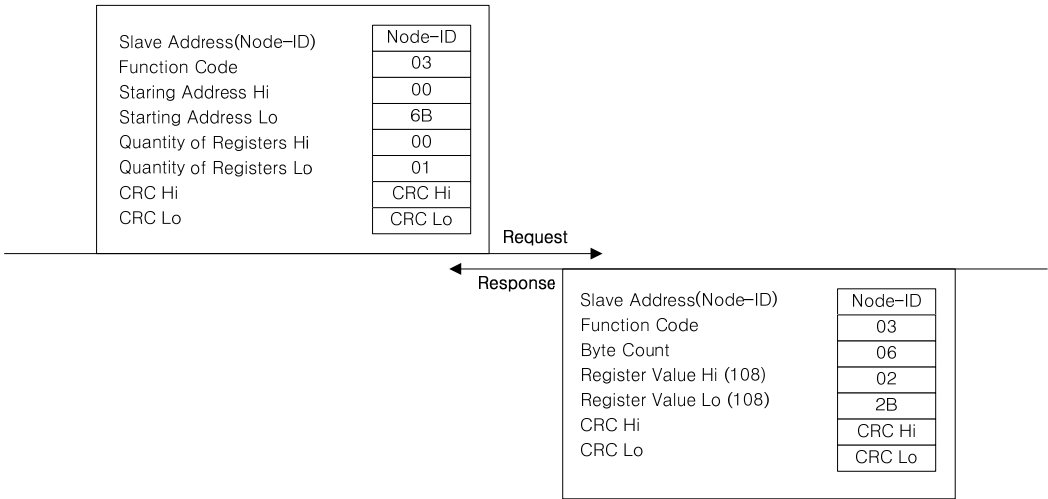 Slave Address(Node-ID) Node-ID
Function Code 03
Staring Address Hi 00
Starting Address Lo 6B
Quantity of Registers Hi 00
Quantity of Registers Lo 01
CRC Hi CRC Hi
CRC Lo CRC Lo
Request
Response
Slave Address(Node-ID) Node-ID
Function Code 03
Byte Count 06
Register Value Hi (108) 02
Register Value Lo (108) 2B
CRC Hi CRC Hi
CRC Lo CRC Lo